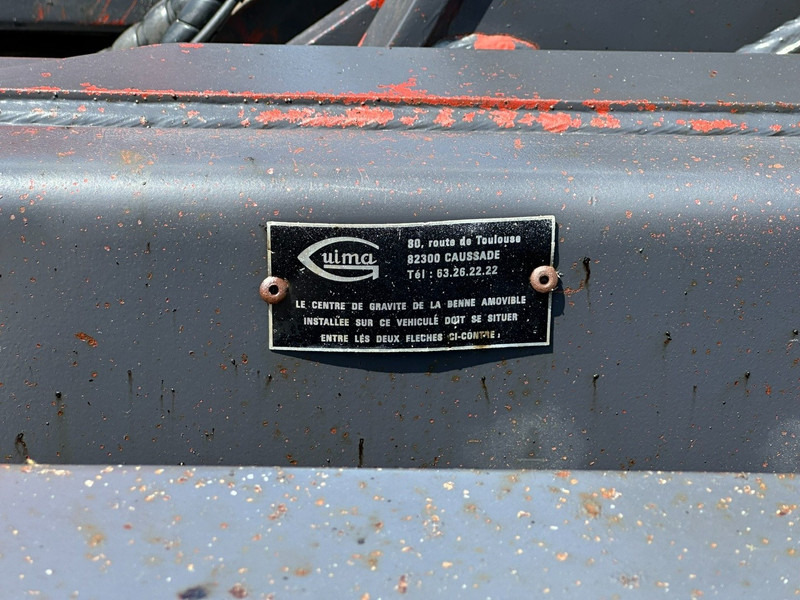 Guima
80, route de Toulouse
82300 CAUSSADE
Tél : 63.26.22.22
LE CENTRE DE GRAVITE DE LA BENNE AMOVIBLE
INSTALLEE SUR CE VEHICULE DOIT SE SITUER
ENTRE LES DEUX FLECHES CI-CONTRE.